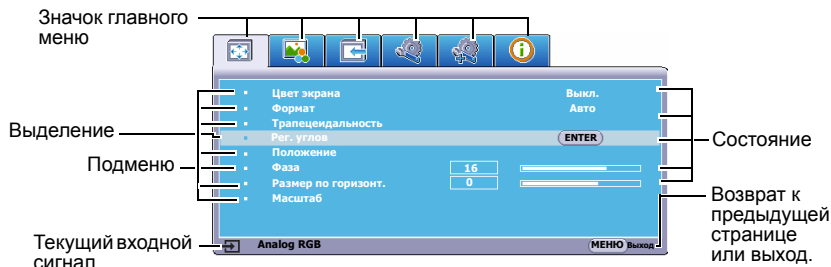 Значок главного
меню
Цвет экрана Выкл.
Формат Авто
Трапецеидальность
Рег. углов ENTER
Положение
Фаза 16
Размер по горизонт. 0
Масштаб
Analog RGB МЕНЮ Выход
Выделение
Подменю
Текущий входной
сигнал
Состояние
Возврат к
предыдущей
странице
или выход.